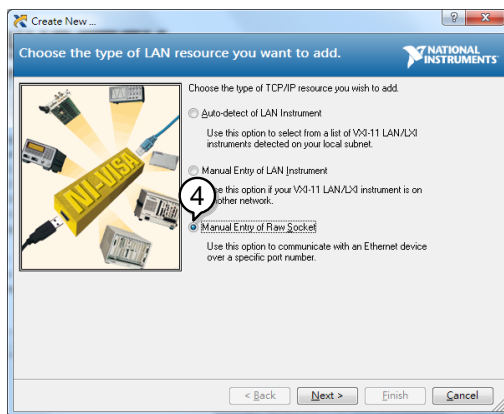 Create New ...
Choose the type of LAN resource you want to add.
NATIONAL
INSTRUMENTS
NI-VISA
Choose the type of TCP/IP resource you wish to add.
Auto-detect of LAN Instrument
Use this option to select from a list of VXI-11 LAN/LXI
instruments detected on your local subnet.
Manual Entry of LAN Instrument
se this option if your VXI-11 LAN/LXI instrument is on
other network.
4
Manual Entry of Raw Socket
Use this option to communicate with an Ethernet device
over a specific port number.
< Back
Next >
Finish
Cancel